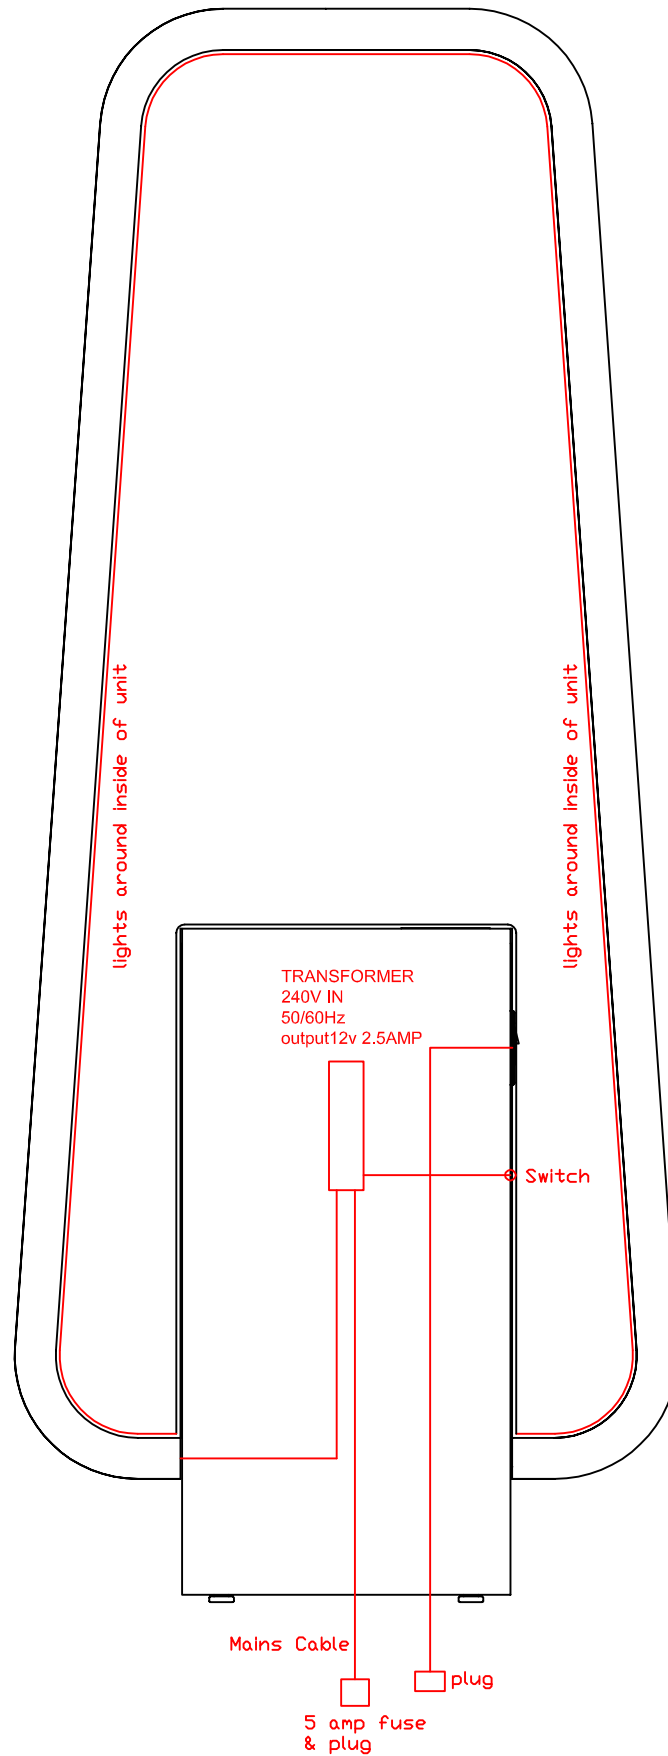 lights around inside of unit
lights around inside of unit
TRANSFORMER
240V IN
50/60Hz
output12v 2.5AMP
Switch
Mains Cable
plug
5 amp fuse
& plug